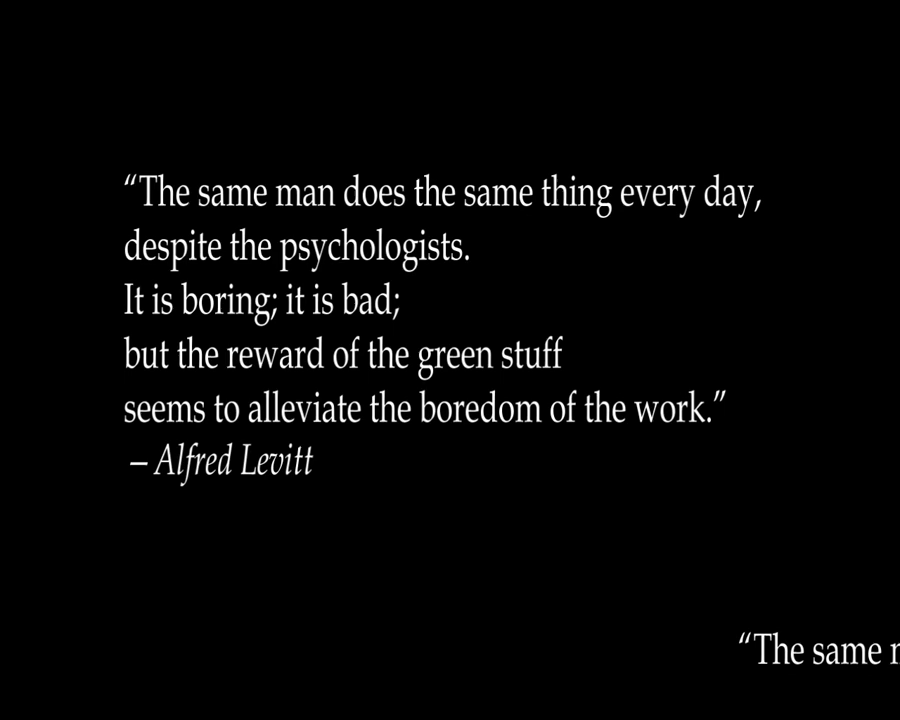 “The same man does the same thing every day,
despite the psychologists.
It is boring; it is bad;
but the reward of the green stuff
seems to alleviate the boredom of the work.”
– Alfred Levitt
“The same